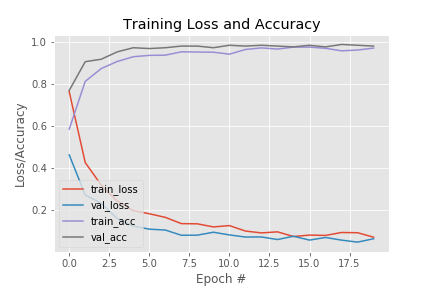 Training Loss and Accuracy
Loss/Accuracy
1.0
0.8
0.6
0.4
0.2
train_loss
val_loss
train_acc
val_acc
0.0 2.5 5.0 7.5 10.0 12.5 15.0 17.5
Epoch #